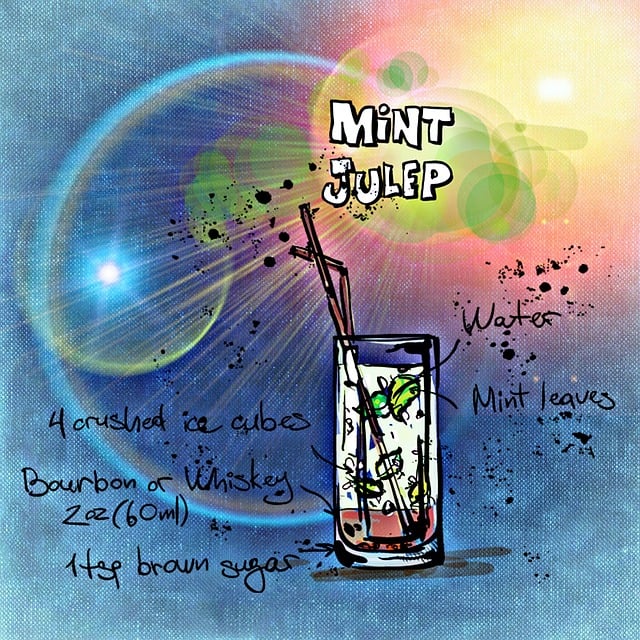 MiNT
JULEP
Water
Mint leaves
4 crushed ice cubes
Bourbon or Whiskey
2oz (60ml)
1tsp brown sugar